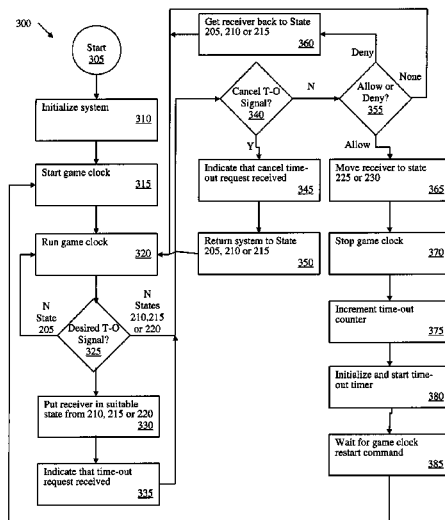 300
Start
305
Initialize system
310
Start game clock
315
Run game clock
320
N
State
205
Desired T-O
Signal?
325
N
States
210,215
or 220
Put receiver in suitable
state from 210, 215 or 220
330
Indicate that time-out
request received
335
Get receiver back to State
205, 210 or 215
360
Cancel T-O
Signal?
340
N
Y
Indicate that cancel time-
out request received
345
Return system to State
205, 210 or 215
350
Deny
None
Allow or
Deny?
355
Allow
Move receiver to state
225 or 230
365
Stop game clock
370
Increment time-out
counter
375
Initialize and start time-
out timer
380
Wait for game clock
restart command
385